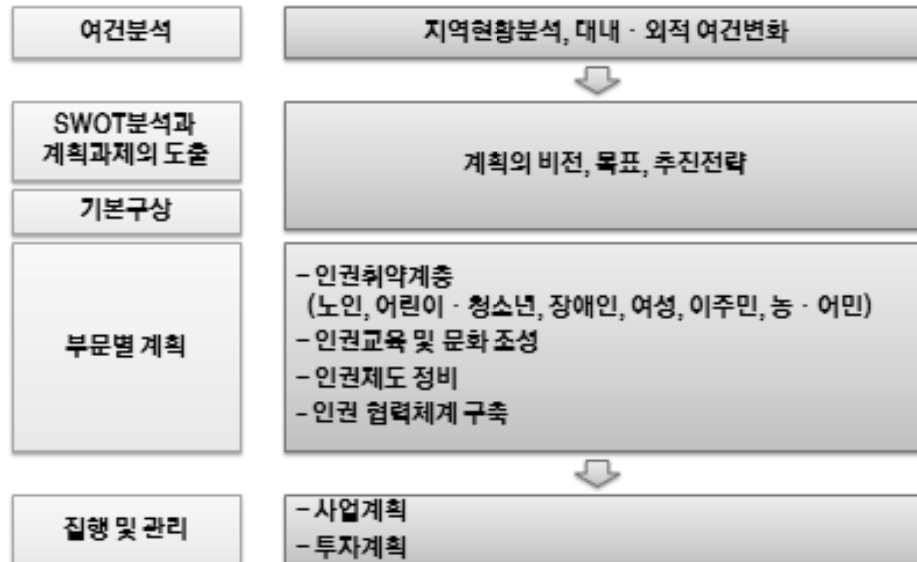 여건분석
지역현황분석, 대내 · 외적 여건변화
SWOT분석과
계획과제의 도출
기본구상
계획의 비전, 목표, 추진전략
부문별 계획
– 인권취약계층
(노인, 어린이 · 청소년, 장애인, 여성, 이주민, 농 · 어민)
– 인권교육 및 문화 조성
– 인권제도 정비
– 인권 협력체계 구축
집행 및 관리
– 사업계획
– 투자계획